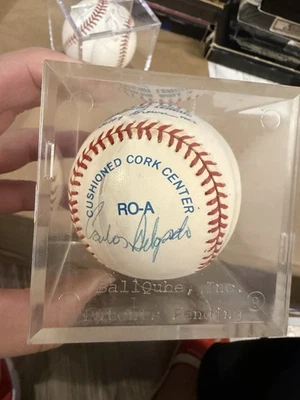 CUSHIONED CORK CENTER
RO-A
Carlos Delgado
BallQube, Inc.
Patents Pending